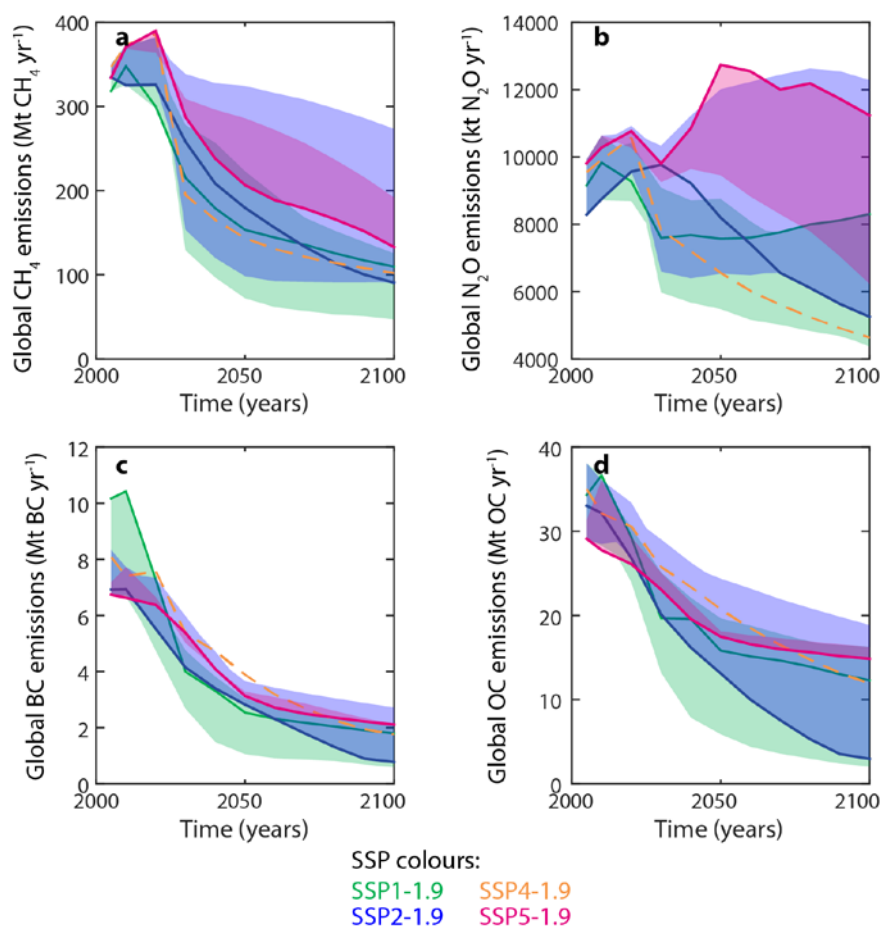 a
Global CH4 emissions (Mt CH4 yr-1)
400
300
200
100
0
2000 2050 2100
Time (years)
b
Global N2O emissions (kt N2O yr-1)
14000
12000
10000
8000
6000
4000
2000 2050 2100
Time (years)
c
Global BC emissions (Mt BC yr-1)
12
10
8
6
4
2
0
2000 2050 2100
Time (years)
d
Global OC emissions (Mt OC yr-1)
40
30
20
10
0
2000 2050 2100
Time (years)
SSP colours:
SSP1-1.9 SSP4-1.9
SSP2-1.9 SSP5-1.9